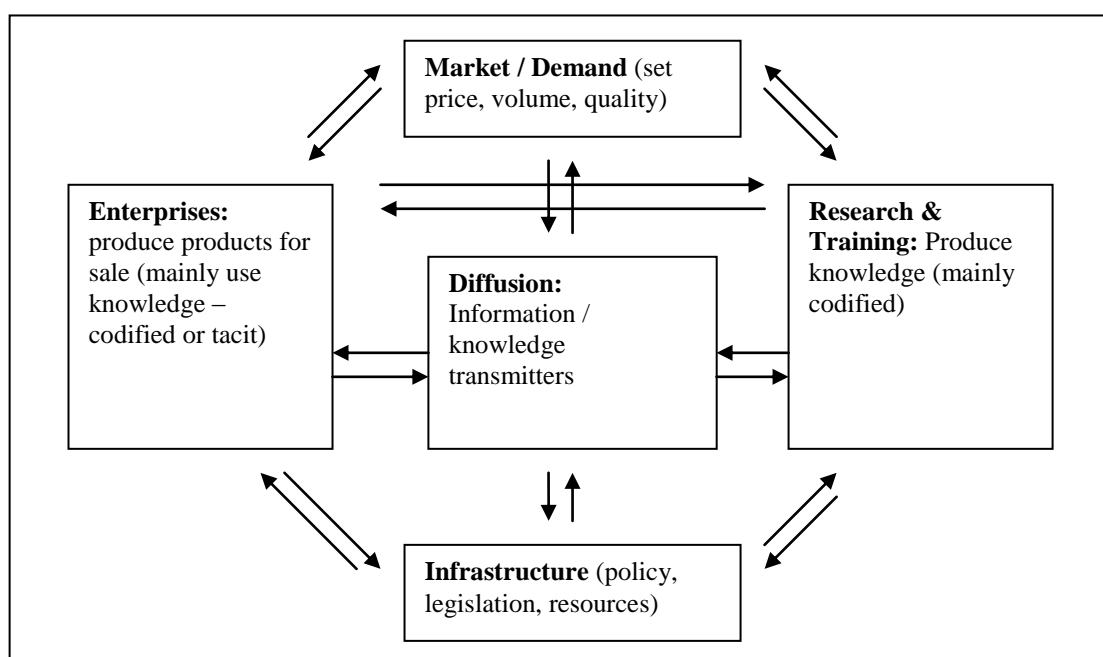 Market / Demand (set
price, volume, quality)
Enterprises:
produce products for
sale (mainly use
knowledge –
codified or tacit)
Diffusion:
Information /
knowledge
transmitters
Research &
Training: Produce
knowledge (mainly
codified)
Infrastructure (policy,
legislation, resources)